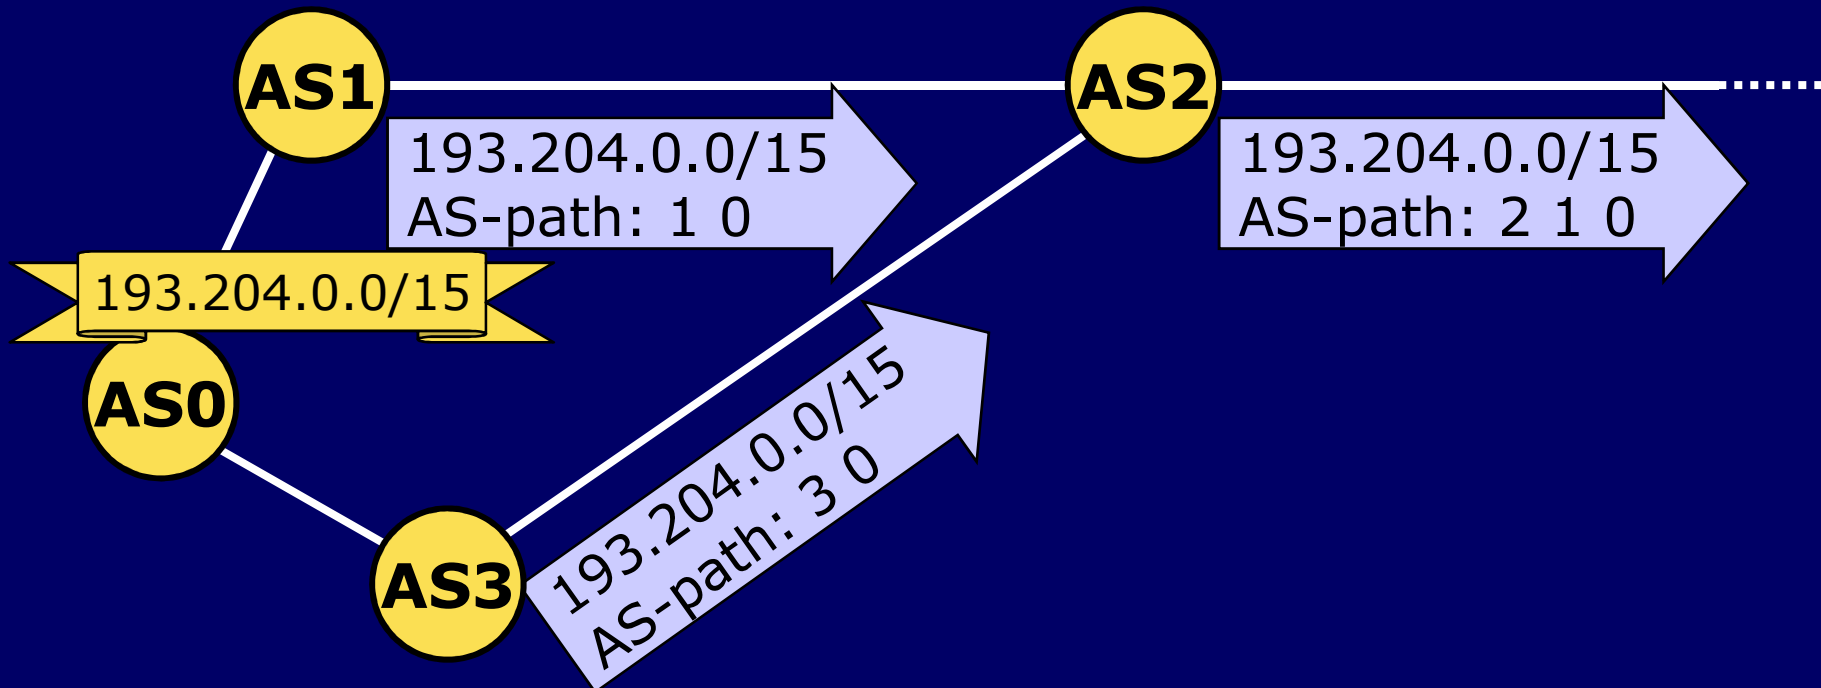 AS1
AS2
193.204.0.0/15
AS-path: 1 0
193.204.0.0/15
AS-path: 2 1 0
193.204.0.0/15
AS0
193.204.0.0/15
AS-path: 3 0
AS3